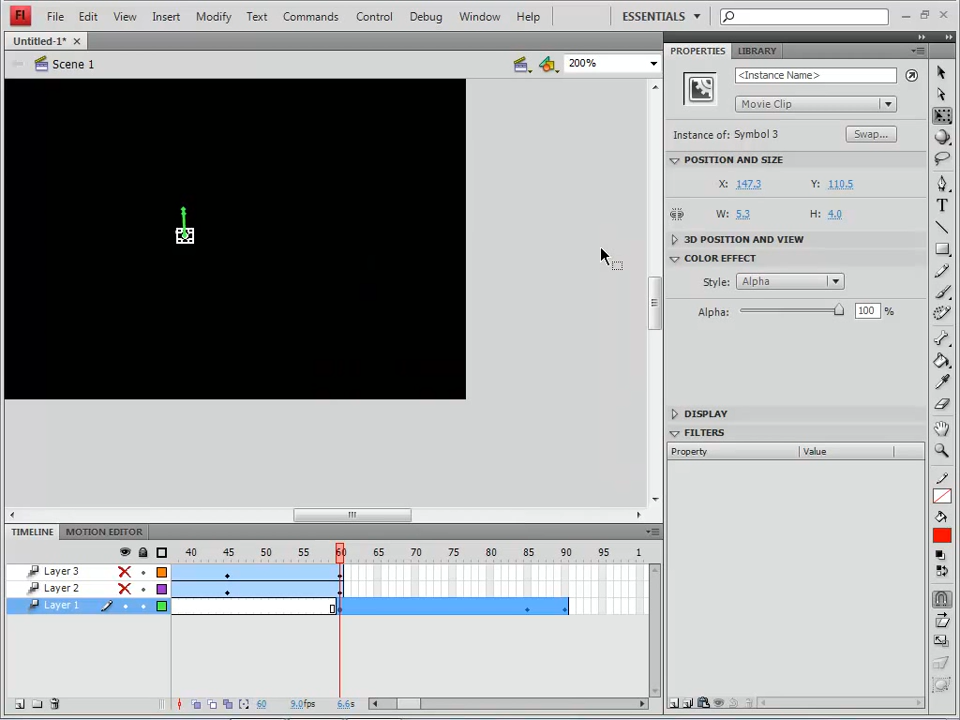 Fl File Edit View Insert Modify Text Commands Control Debug Window Help ESSENTIALS
Untitled-1*
Scene 1 200%
PROPERTIES LIBRARY
<Instance Name>
Movie Clip
Instance of: Symbol 3 Swap...
POSITION AND SIZE
X: 147.3 Y: 110.5
W: 5.3 H: 4.0
3D POSITION AND VIEW
COLOR EFFECT
Style: Alpha
Alpha: 100 %
DISPLAY
FILTERS
Property Value
TIMELINE MOTION EDITOR
40 45 50 55 60 65 70 75 80 85 90 95 1
Layer 3
Layer 2
Layer 1
60 9.0fps 6.6s